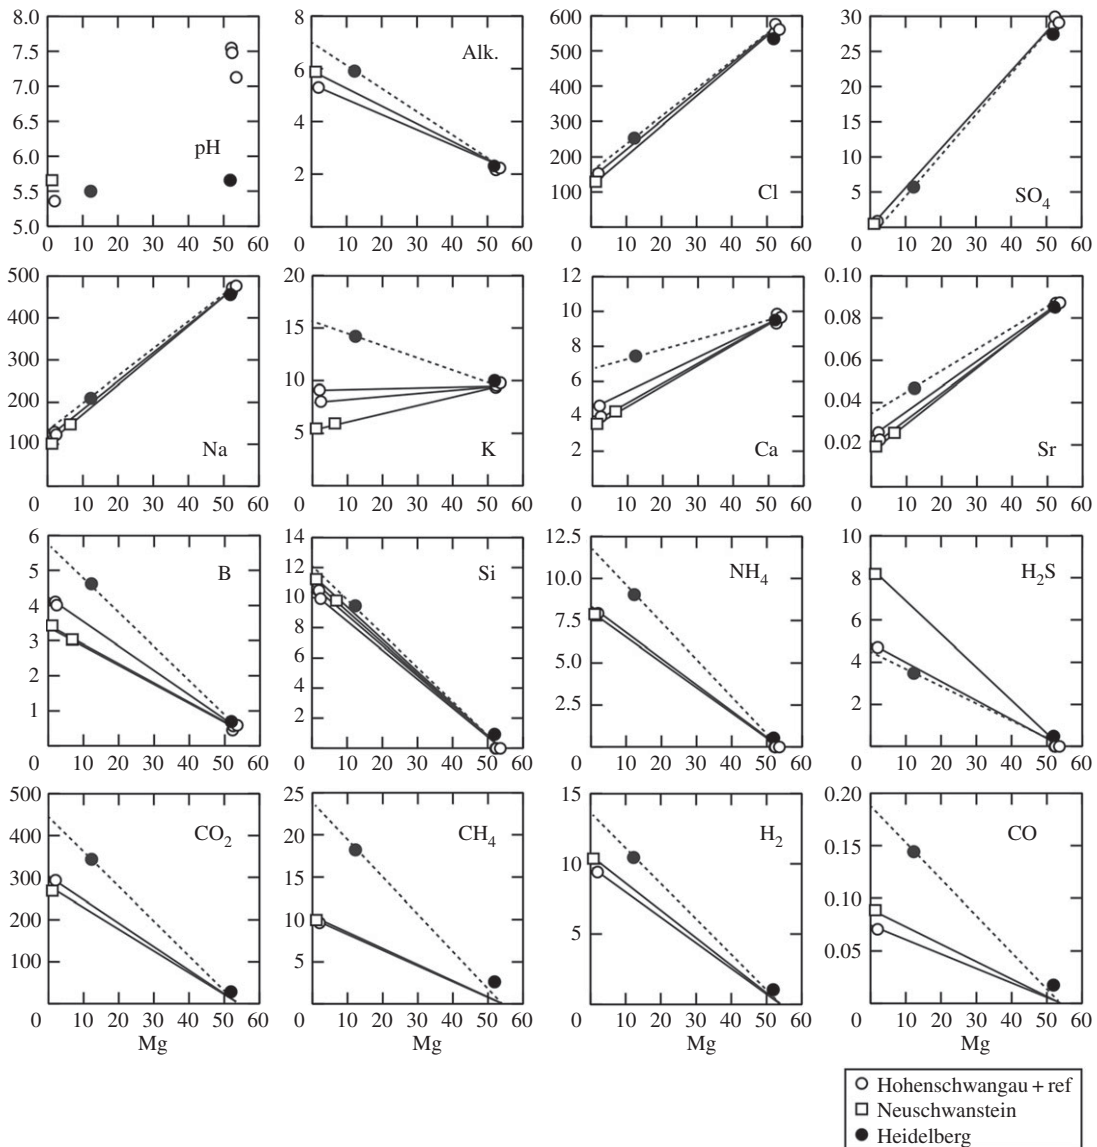 8.0
7.5
7.0
6.5
6.0
5.5
5.0
pH
0 10 20 30 40 50 60
8
6
4
2
Alk.
0 10 20 30 40 50 60
600
500
400
300
200
100
Cl
0 10 20 30 40 50 60
30
25
20
15
10
5
SO₄
0 10 20 30 40 50 60
500
400
300
200
100
Na
0 10 20 30 40 50 60
20
15
10
5
K
0 10 20 30 40 50 60
12
10
8
6
4
2
Ca
0 10 20 30 40 50 60
0.10
0.08
0.06
0.04
0.02
Sr
0 10 20 30 40 50 60
6
5
4
3
2
1
B
0 10 20 30 40 50 60
14
12
10
8
6
4
2
Si
0 10 20 30 40 50 60
12.5
10.0
7.5
5.0
2.5
NH₄
0 10 20 30 40 50 60
10
8
6
4
2
H₂S
0 10 20 30 40 50 60
500
400
300
200
100
CO₂
0 10 20 30 40 50 60
Mg
25
20
15
10
5
CH₄
0 10 20 30 40 50 60
Mg
15
10
5
H₂
0 10 20 30 40 50 60
Mg
0.20
0.15
0.10
0.05
CO
0 10 20 30 40 50 60
Mg
Hohenschwangau + ref
Neuschwanstein
Heidelberg